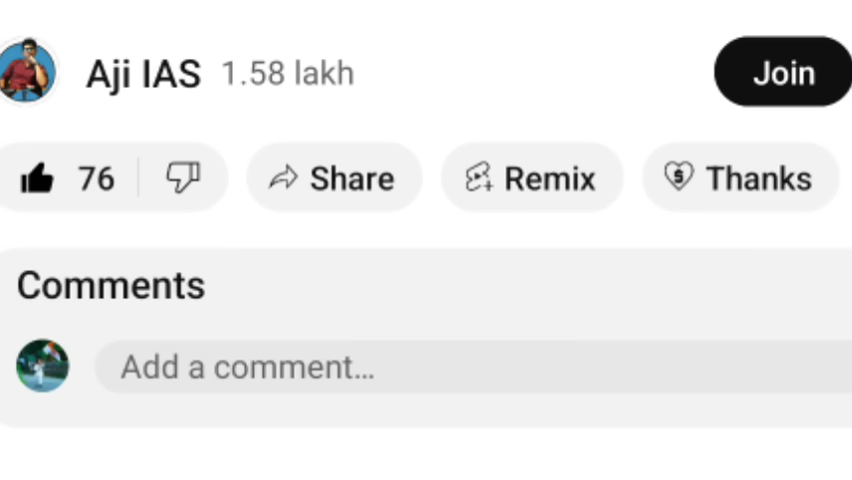 Aji IAS 1.58 lakh Join
76 Share Remix Thanks
Comments
Add a comment...